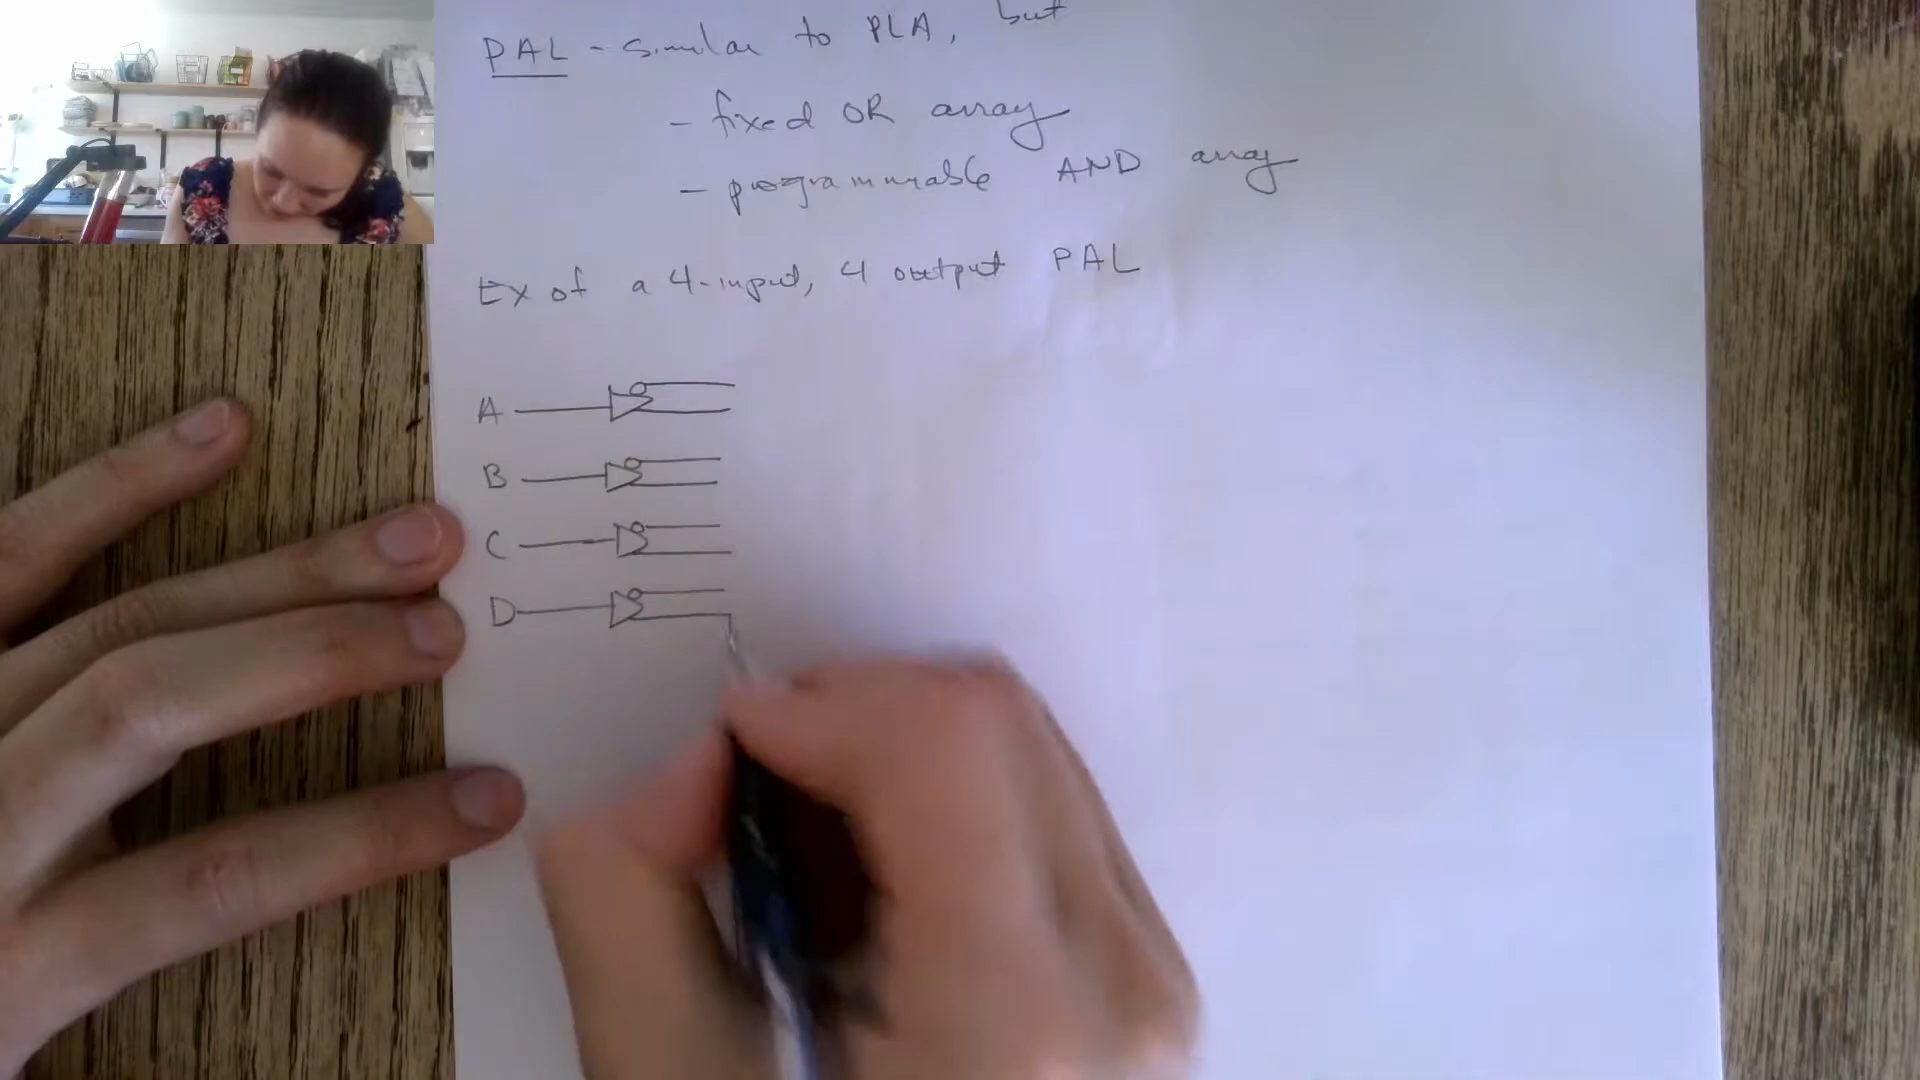 PAL - similar to PLA, but
- fixed OR array
- programmable AND array
Ex of a 4-input, 4 output PAL
A
B
C
D